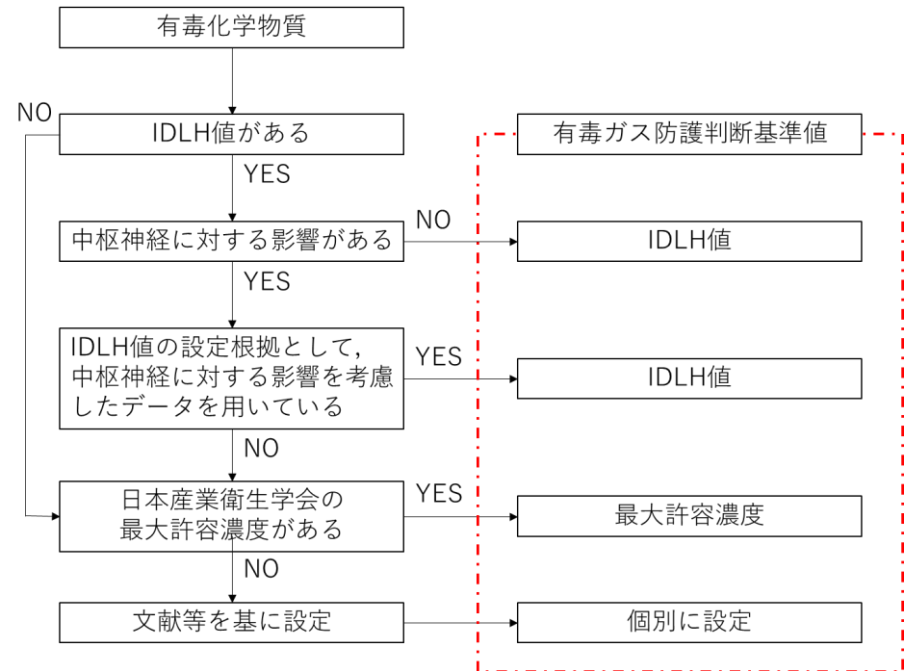 有毒化学物質
NO
IDLH値がある
有毒ガス防護判断基準値
YES
中枢神経に対する影響がある
NO
IDLH値
YES
IDLH値の設定根拠として,
中枢神経に対する影響を考慮
したデータを用いている
YES
IDLH値
NO
日本産業衛生学会の
最大許容濃度がある
YES
最大許容濃度
NO
文献等を基に設定
個別に設定